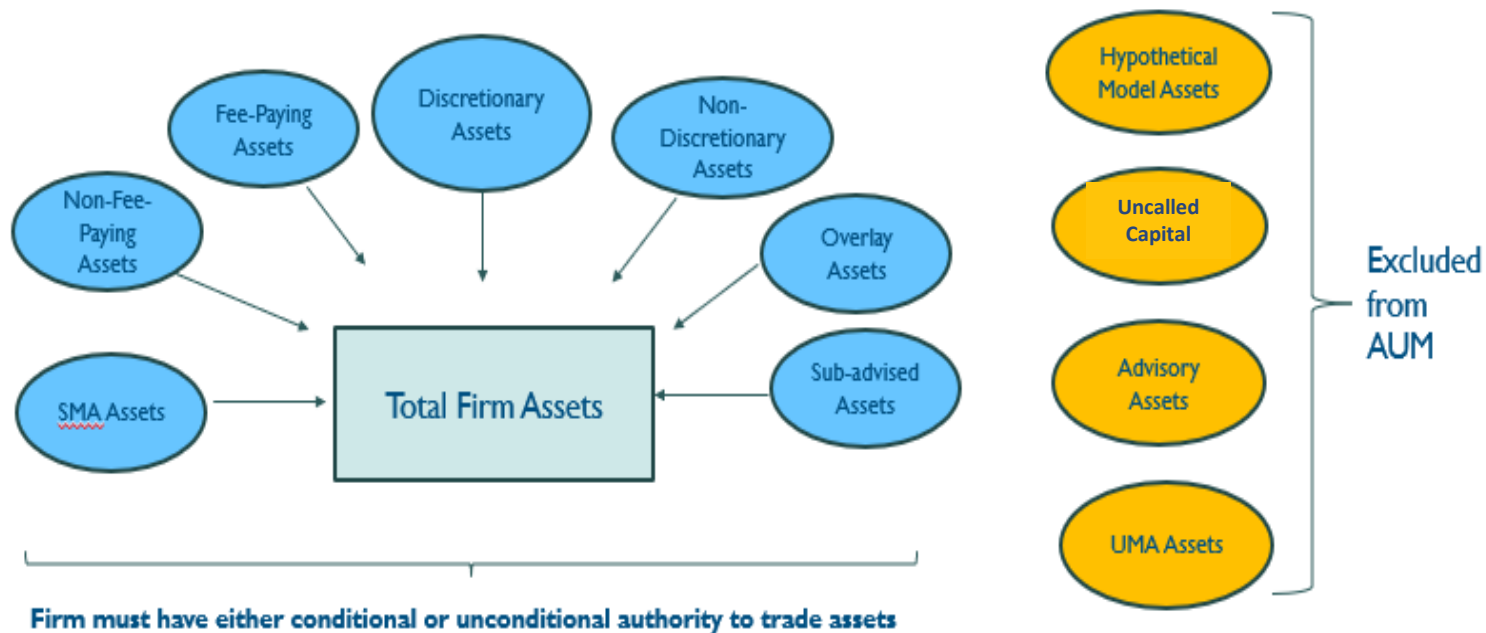 Non-Fee-
Paying
Assets
Fee-Paying
Assets
Discretionary
Assets
Non-
Discretionary
Assets
Overlay
Assets
Sub-advised
Assets
SMA Assets
Total Firm Assets
Firm must have either conditional or unconditional authority to trade assets
Hypothetical
Model Assets
Uncalled
Capital
Advisory
Assets
UMA Assets
Excluded
from
AUM